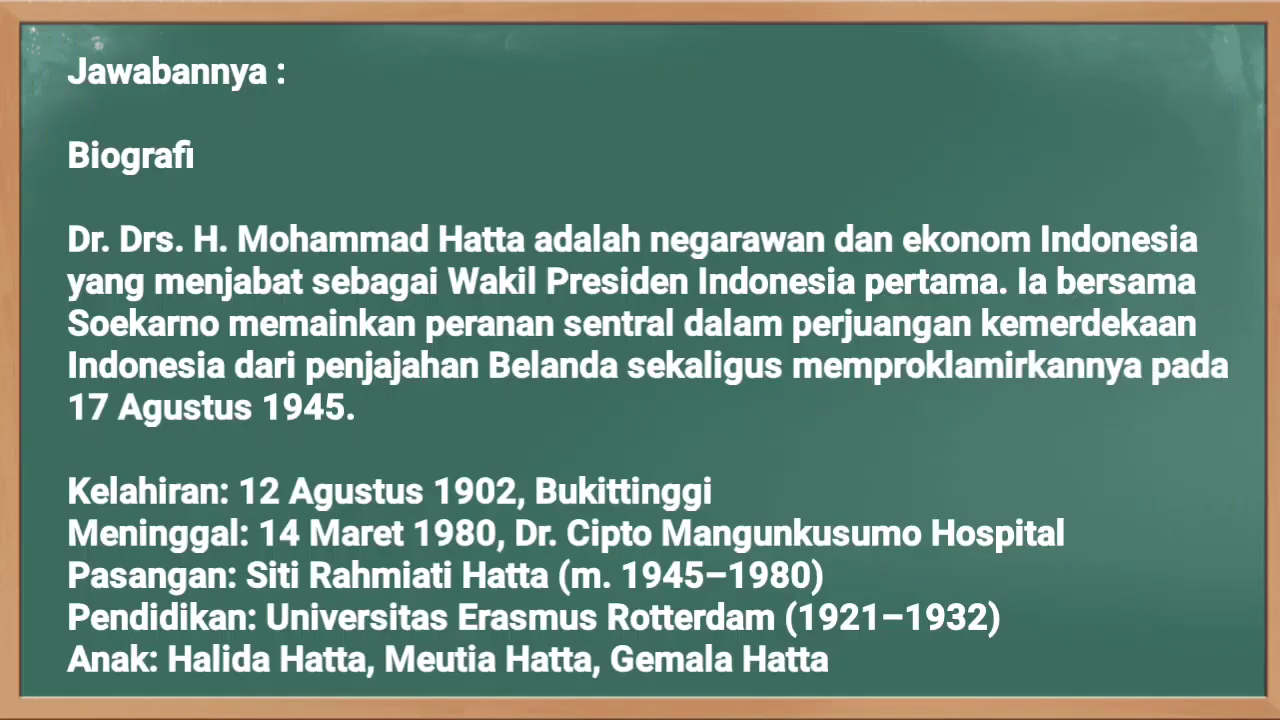 Jawabannya :
Biografi
Dr. Drs. H. Mohammad Hatta adalah negarawan dan ekonom Indonesia
yang menjabat sebagai Wakil Presiden Indonesia pertama. Ia bersama
Soekarno memainkan peranan sentral dalam perjuangan kemerdekaan
Indonesia dari penjajahan Belanda sekaligus memproklamirkannya pada
17 Agustus 1945.
Kelahiran: 12 Agustus 1902, Bukittinggi
Meninggal: 14 Maret 1980, Dr. Cipto Mangunkusumo Hospital
Pasangan: Siti Rahmiati Hatta (m. 1945–1980)
Pendidikan: Universitas Erasmus Rotterdam (1921–1932)
Anak: Halida Hatta, Meutia Hatta, Gemala Hatta